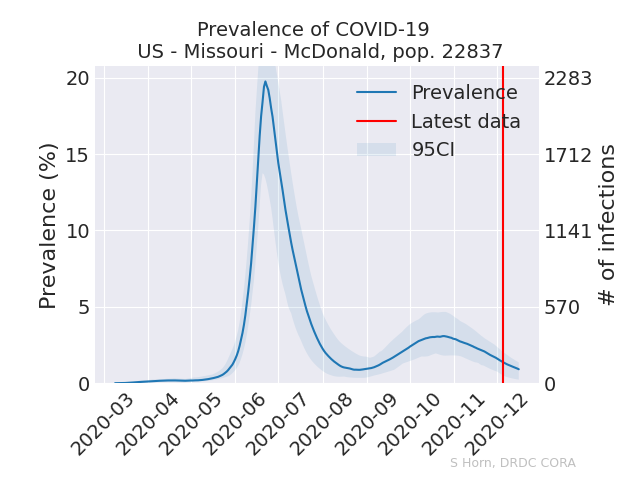 Prevalence of COVID-19
US - Missouri - McDonald, pop. 22837
Prevalence (%)
20
15
10
5
0
Prevalence
Latest data
95CI
2283
1712
1141
570
0
# of infections
2020-03
2020-04
2020-05
2020-06
2020-07
2020-08
2020-09
2020-10
2020-11
2020-12
S Horn, DRDC CORA